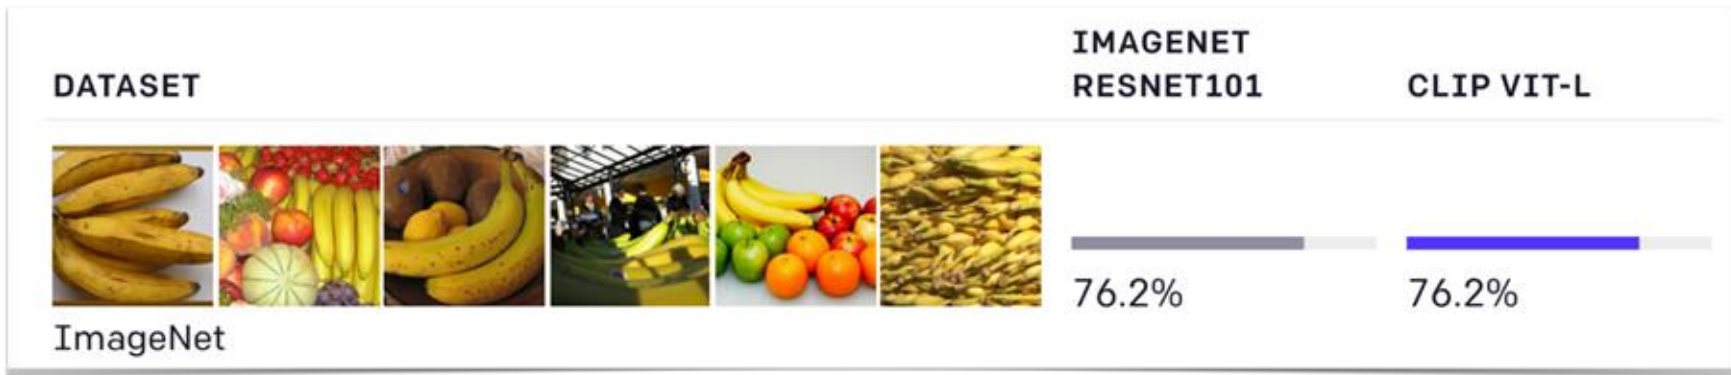 DATASET
IMAGENET
RESNET101
CLIP VIT-L
76.2%
76.2%
ImageNet